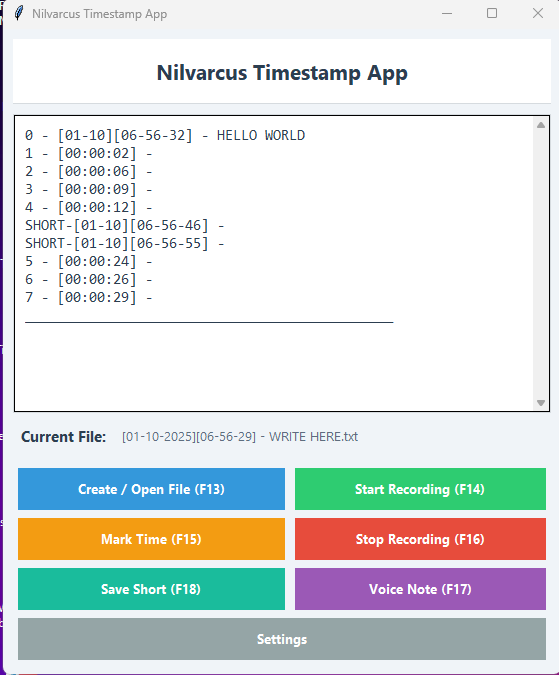 Nilvarcus Timestamp App
Nilvarcus Timestamp App
0 - [01-10][06-56-32] - HELLO WORLD
1 - [00:00:02] -
2 - [00:00:06] -
3 - [00:00:09] -
4 - [00:00:12] -
SHORT-[01-10][06-56-46] -
SHORT-[01-10][06-56-55] -
5 - [00:00:24] -
6 - [00:00:26] -
7 - [00:00:29] -
______________________________________________
Current File: [01-10-2025][06-56-29] - WRITE HERE.txt
Create / Open File (F13)
Start Recording (F14)
Mark Time (F15)
Stop Recording (F16)
Save Short (F18)
Voice Note (F17)
Settings